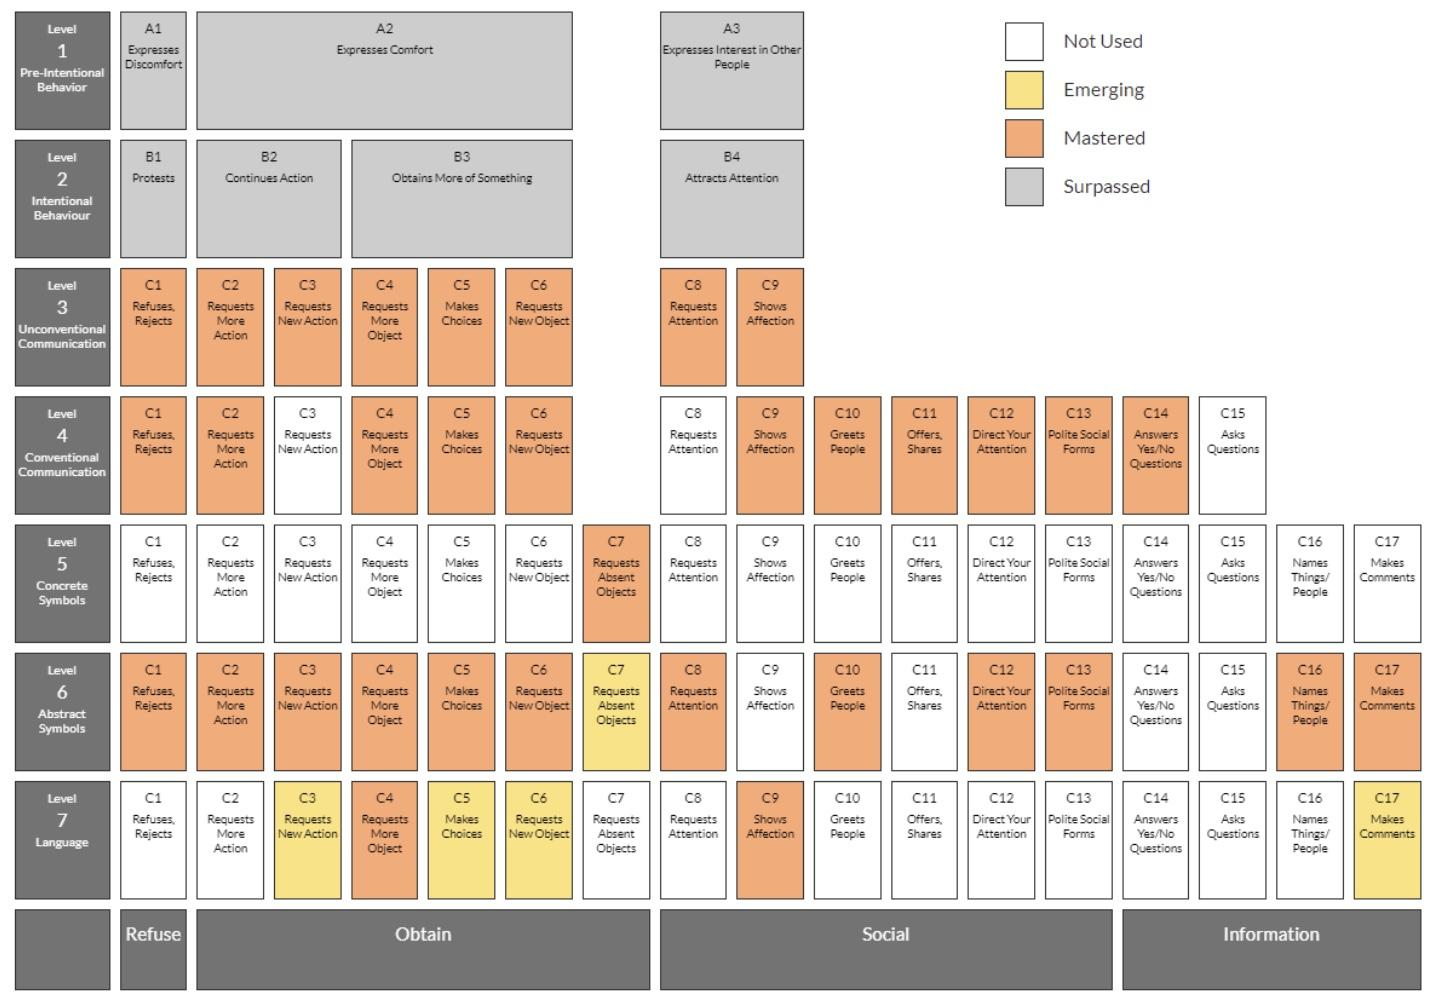 Level
1
Pre-Intentional
Behavior
A1
Expresses
Discomfort
A2
Expresses Comfort
A3
Expresses Interest in Other
People
Not Used
Emerging
Mastered
Surpassed
Level
2
Intentional
Behaviour
B1
Protests
B2
Continues Action
B3
Obtains More of Something
B4
Attracts Attention
Level
3
Unconventional
Communication
C1
Refuses,
Rejects
C2
Requests
More
Action
C3
Requests
New Action
C4
Requests
More
Object
C5
Makes
Choices
C6
Requests
New Object
C8
Requests
Attention
C9
Shows
Affection
Level
4
Conventional
Communication
C1
Refuses,
Rejects
C2
Requests
More
Action
C3
Requests
New Action
C4
Requests
More
Object
C5
Makes
Choices
C6
Requests
New Object
C8
Requests
Attention
C9
Shows
Affection
C10
Greets
People
C11
Offers,
Shares
C12
Direct Your
Attention
C13
Polite Social
Forms
C14
Answers
Yes/No
Questions
C15
Asks
Questions
Level
5
Concrete
Symbols
C1
Refuses,
Rejects
C2
Requests
More
Action
C3
Requests
New Action
C4
Requests
More
Object
C5
Makes
Choices
C6
Requests
New Object
C7
Requests
Absent
Objects
C8
Requests
Attention
C9
Shows
Affection
C10
Greets
People
C11
Offers,
Shares
C12
Direct Your
Attention
C13
Polite Social
Forms
C14
Answers
Yes/No
Questions
C15
Asks
Questions
C16
Names
Things/
People
C17
Makes
Comments
Level
6
Abstract
Symbols
C1
Refuses,
Rejects
C2
Requests
More
Action
C3
Requests
New Action
C4
Requests
More
Object
C5
Makes
Choices
C6
Requests
New Object
C7
Requests
Absent
Objects
C8
Requests
Attention
C9
Shows
Affection
C10
Greets
People
C11
Offers,
Shares
C12
Direct Your
Attention
C13
Polite Social
Forms
C14
Answers
Yes/No
Questions
C15
Asks
Questions
C16
Names
Things/
People
C17
Makes
Comments
Level
7
Language
C1
Refuses,
Rejects
C2
Requests
More
Action
C3
Requests
New Action
C4
Requests
More
Object
C5
Makes
Choices
C6
Requests
New Object
C7
Requests
Absent
Objects
C8
Requests
Attention
C9
Shows
Affection
C10
Greets
People
C11
Offers,
Shares
C12
Direct Your
Attention
C13
Polite Social
Forms
C14
Answers
Yes/No
Questions
C15
Asks
Questions
C16
Names
Things/
People
C17
Makes
Comments
Refuse
Obtain
Social
Information